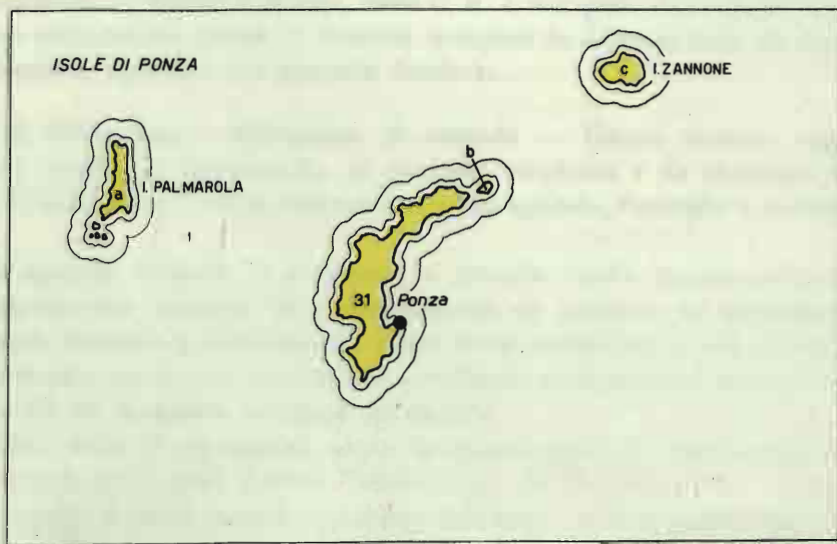 ISOLE DI PONZA
c I. ZANNONE
b
a I. PALMAROLA
31 Ponza